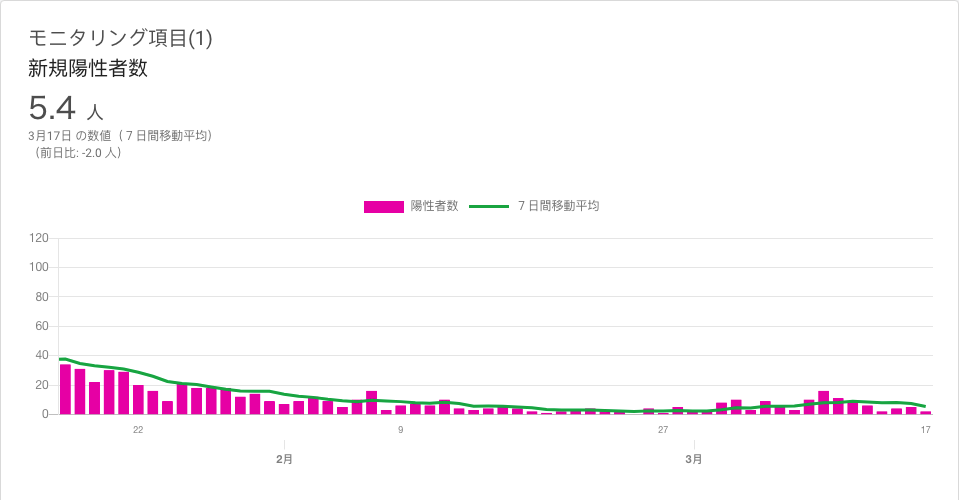 モニタリング項目(1)
新規陽性者数
5.4 人
3月17日 の数値（７日間移動平均）
（前日比: -2.0 人）
陽性者数 ７日間移動平均
120
100
80
60
40
20
0
22 9 27 17
2月 3月